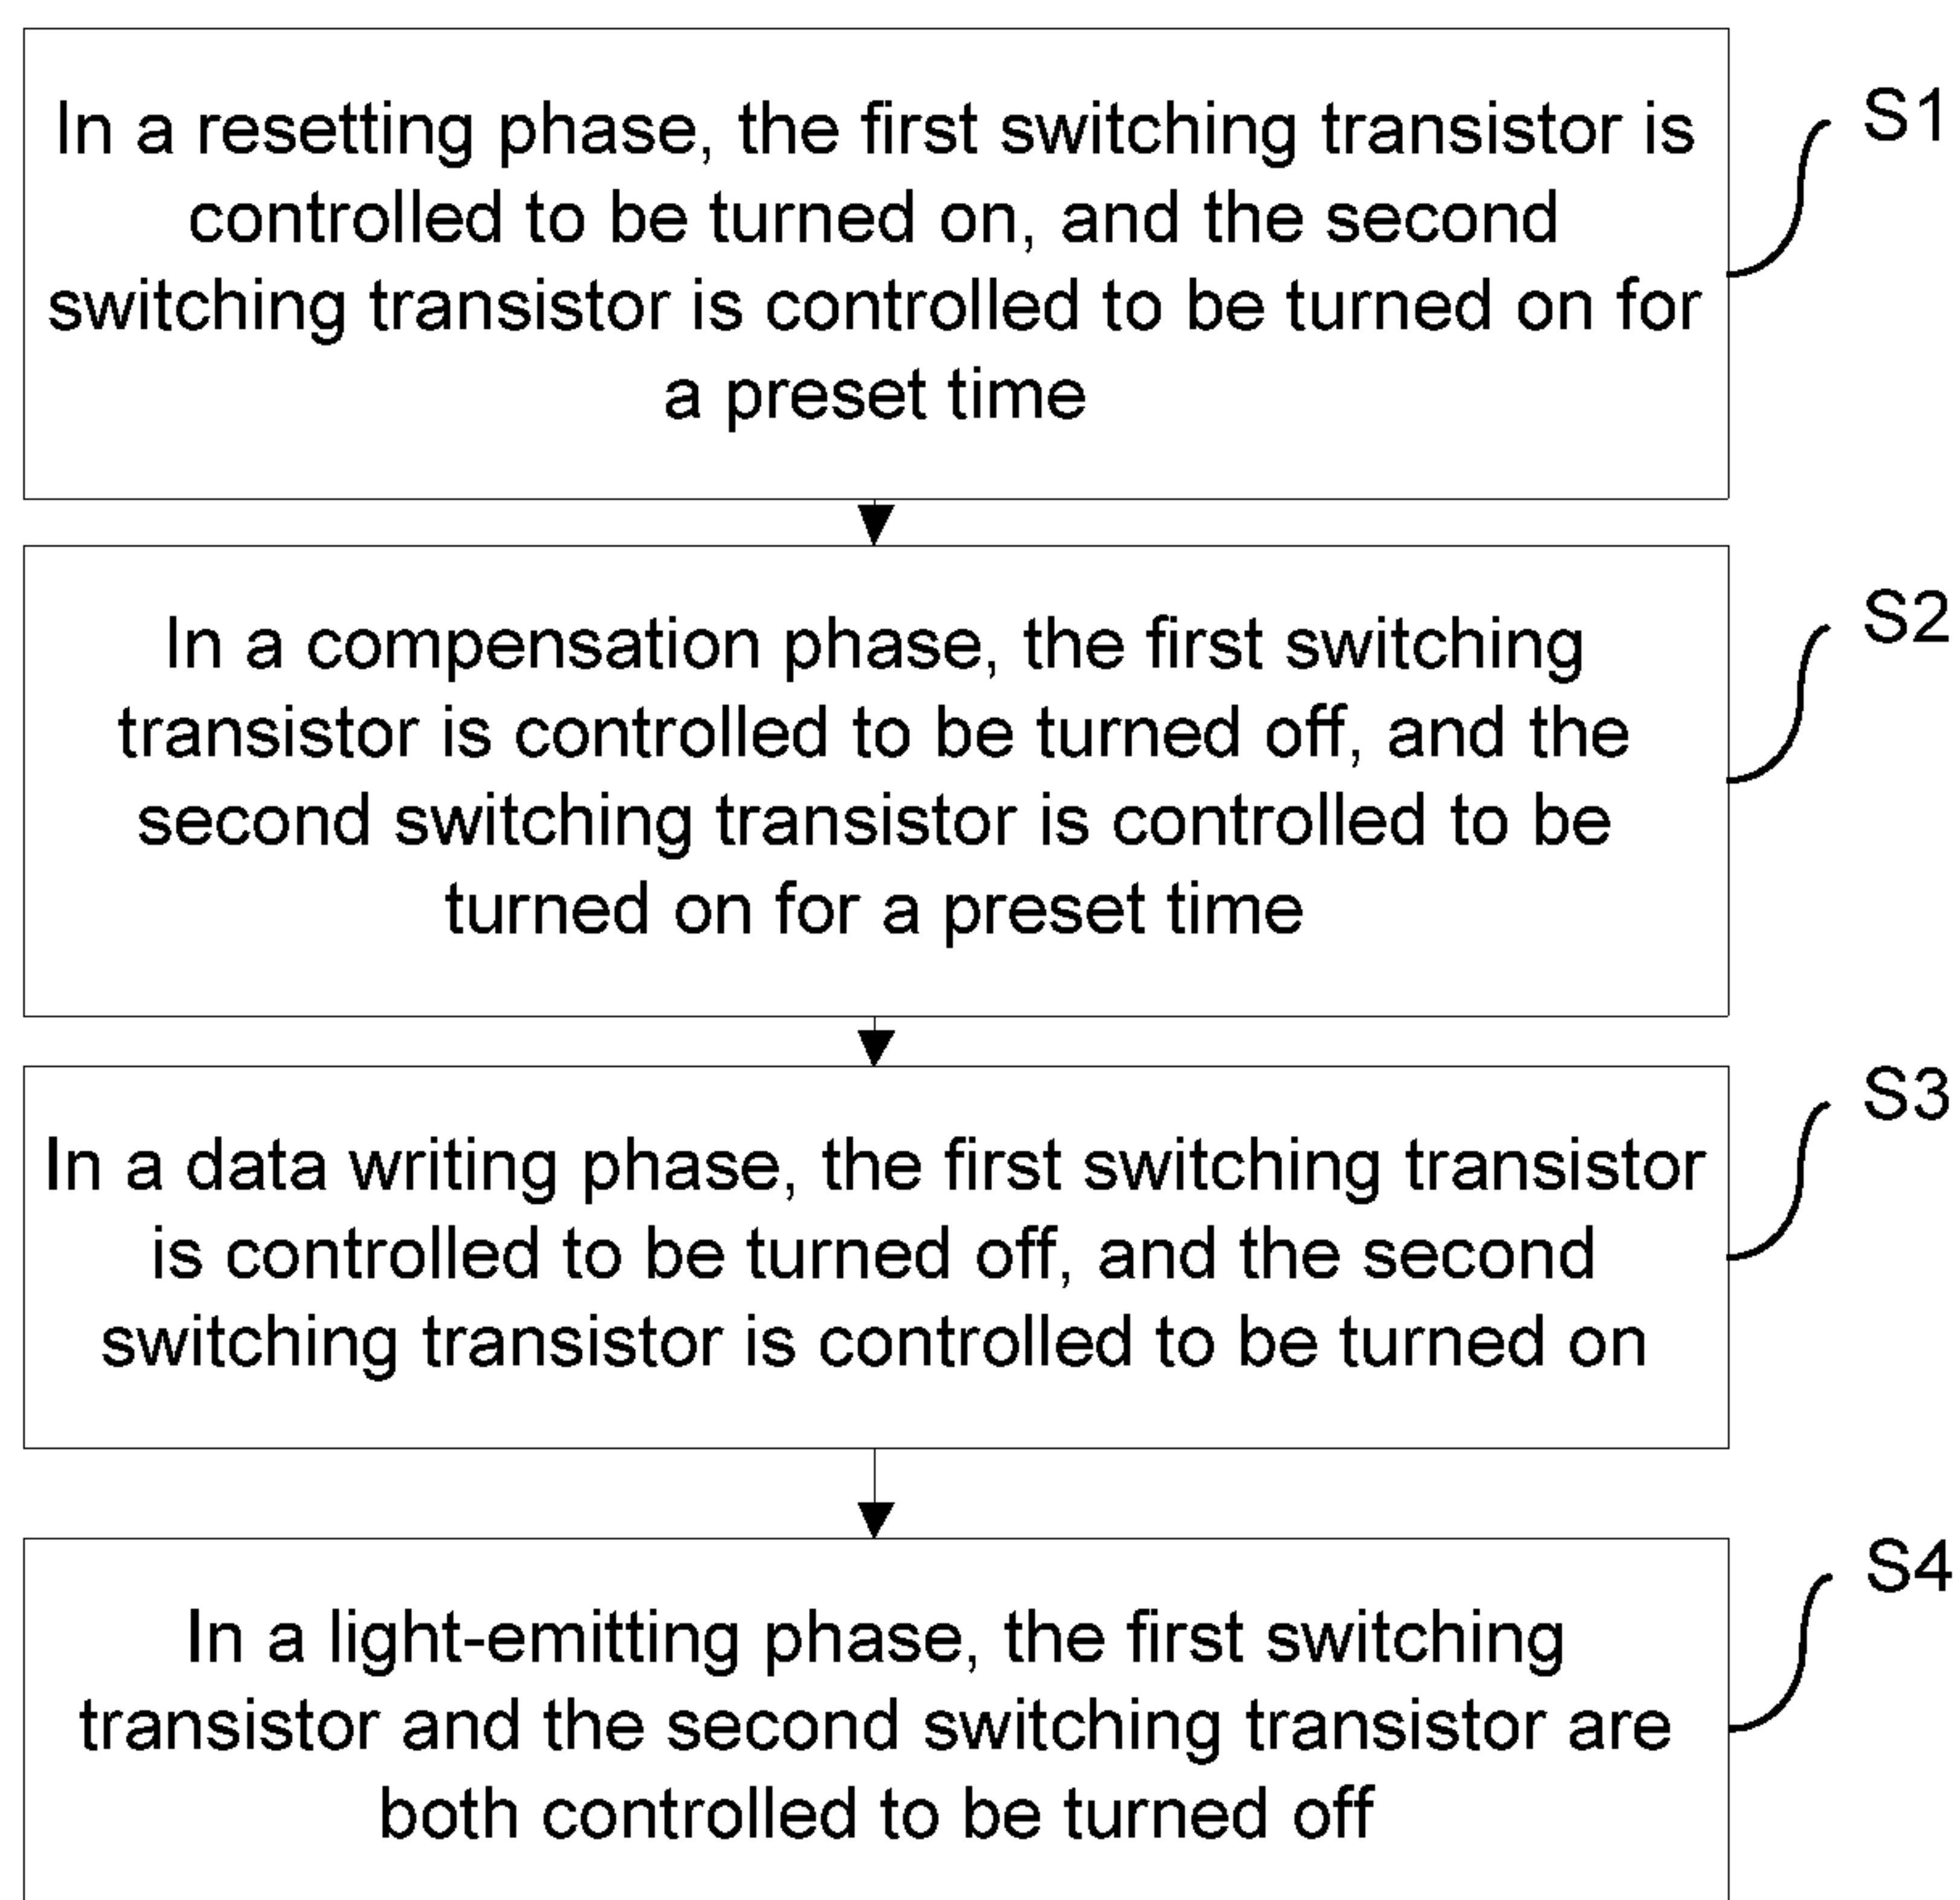 In a resetting phase, the first switching transistor is
controlled to be turned on, and the second
switching transistor is controlled to be turned on for
a preset time
S1
In a compensation phase, the first switching
transistor is controlled to be turned off, and the
second switching transistor is controlled to be
turned on for a preset time
S2
In a data writing phase, the first switching transistor
is controlled to be turned off, and the second
switching transistor is controlled to be turned on
S3
In a light-emitting phase, the first switching
transistor and the second switching transistor are
both controlled to be turned off
S4